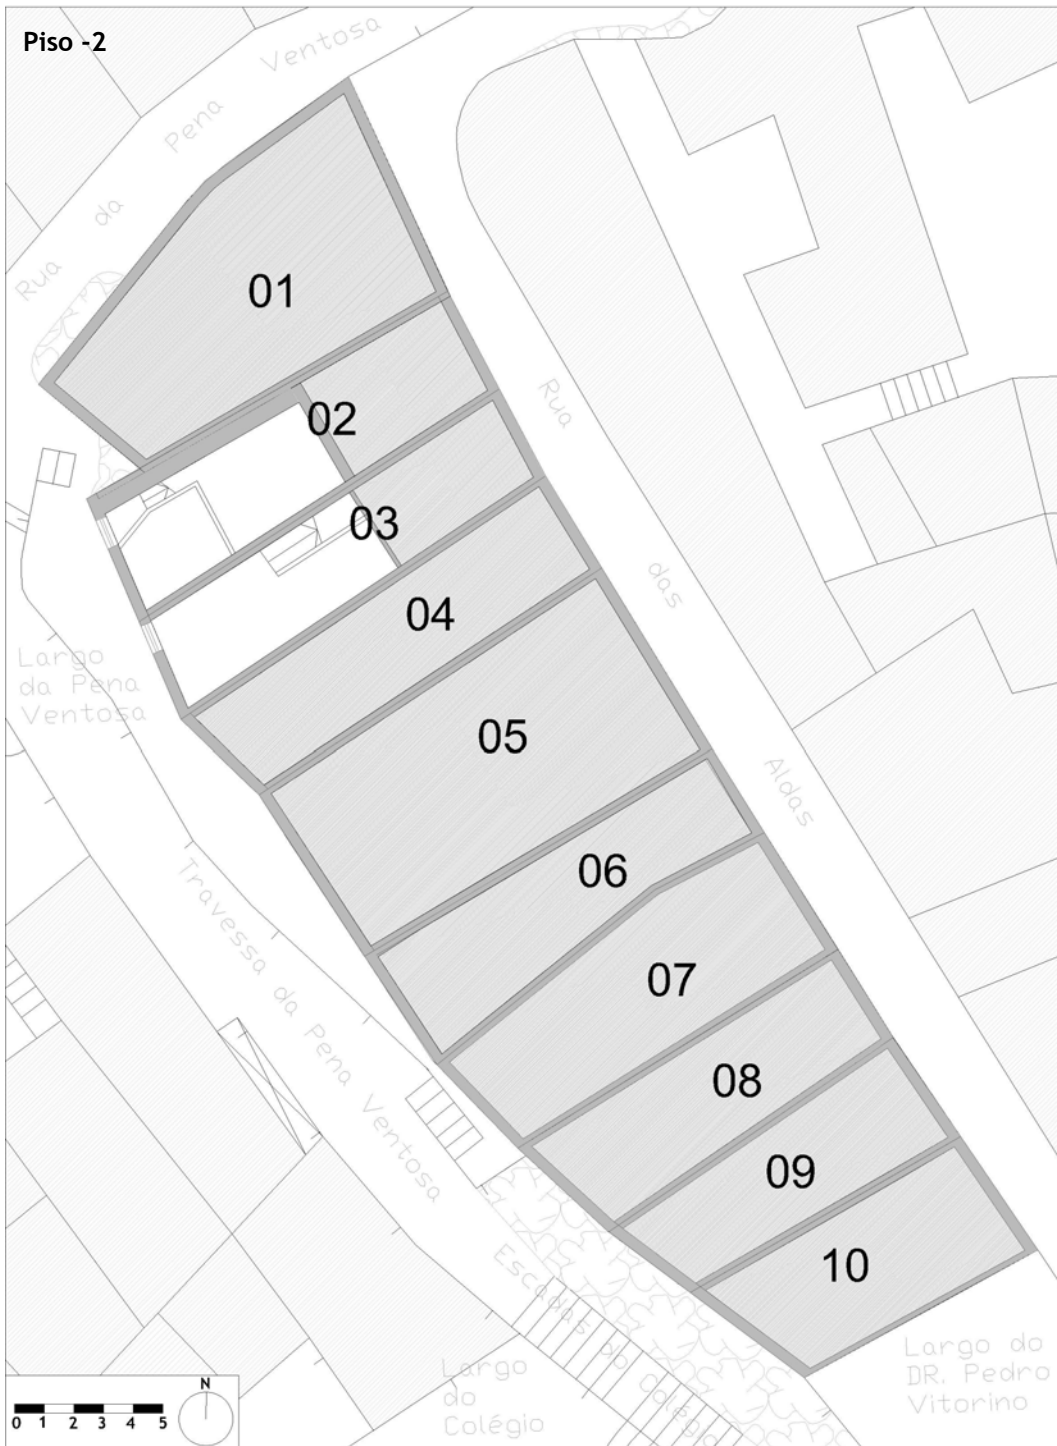 Piso -2
Rua da Pena Ventosa
01
02
03
04
05
06
07
08
09
10
Rua das Aldas
Largo
da Pena
Ventosa
Travessa da Pena Ventosa
Escadas do Colégio
Largo
do
Colégio
Largo do
DR. Pedro
Vitorino
N
0 1 2 3 4 5